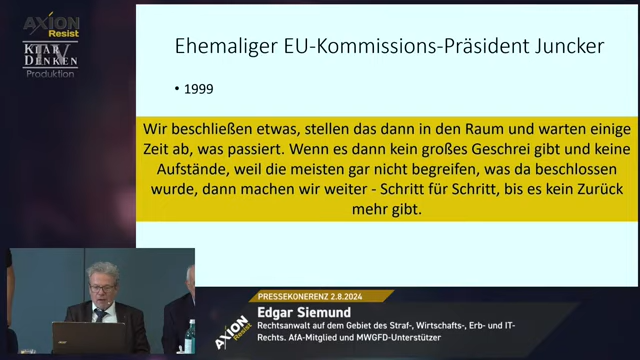 AXION
Resist
KLAR
DENKEN
TV
Produktion
Ehemaliger EU-Kommissions-Präsident Juncker
• 1999
Wir beschließen etwas, stellen das dann in den Raum und warten einige
Zeit ab, was passiert. Wenn es dann kein großes Geschrei gibt und keine
Aufstände, weil die meisten gar nicht begreifen, was da beschlossen
wurde, dann machen wir weiter - Schritt für Schritt, bis es kein Zurück
mehr gibt.
PRESSEKONERENZ 2.8.2024
AXION
Resist
Edgar Siemund
Rechtsanwalt auf dem Gebiet des Straf-, Wirtschafts-, Erb- und IT-
Rechts. AfA-Mitglied und MWGFD-Unterstützer